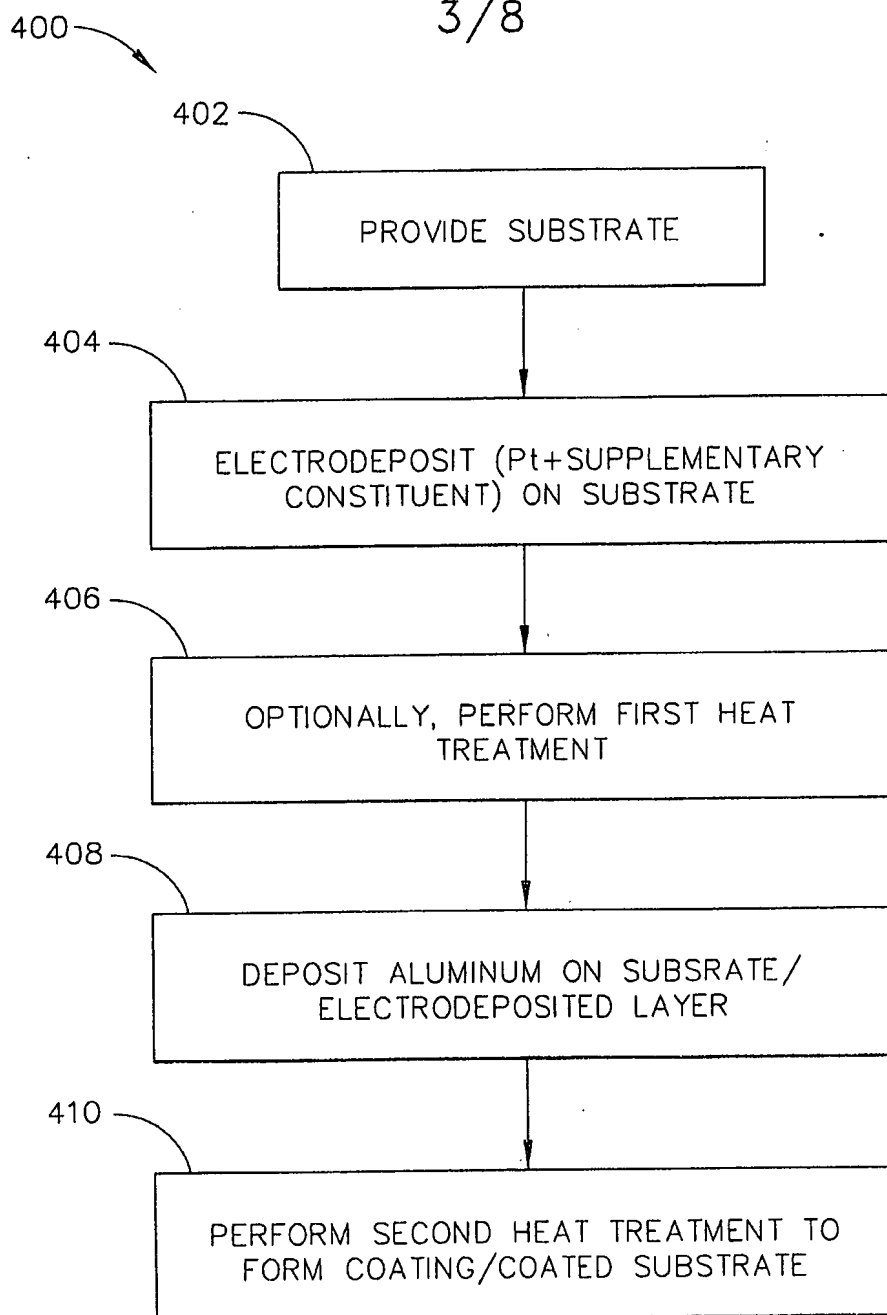 3/8
400
402
PROVIDE SUBSTRATE
404
ELECTRODEPOSIT (Pt+SUPPLEMENTARY
CONSTITUENT) ON SUBSTRATE
406
OPTIONALLY, PERFORM FIRST HEAT
TREATMENT
408
DEPOSIT ALUMINUM ON SUBSRATE/
ELECTRODEPOSITED LAYER
410
PERFORM SECOND HEAT TREATMENT TO
FORM COATING/COATED SUBSTRATE